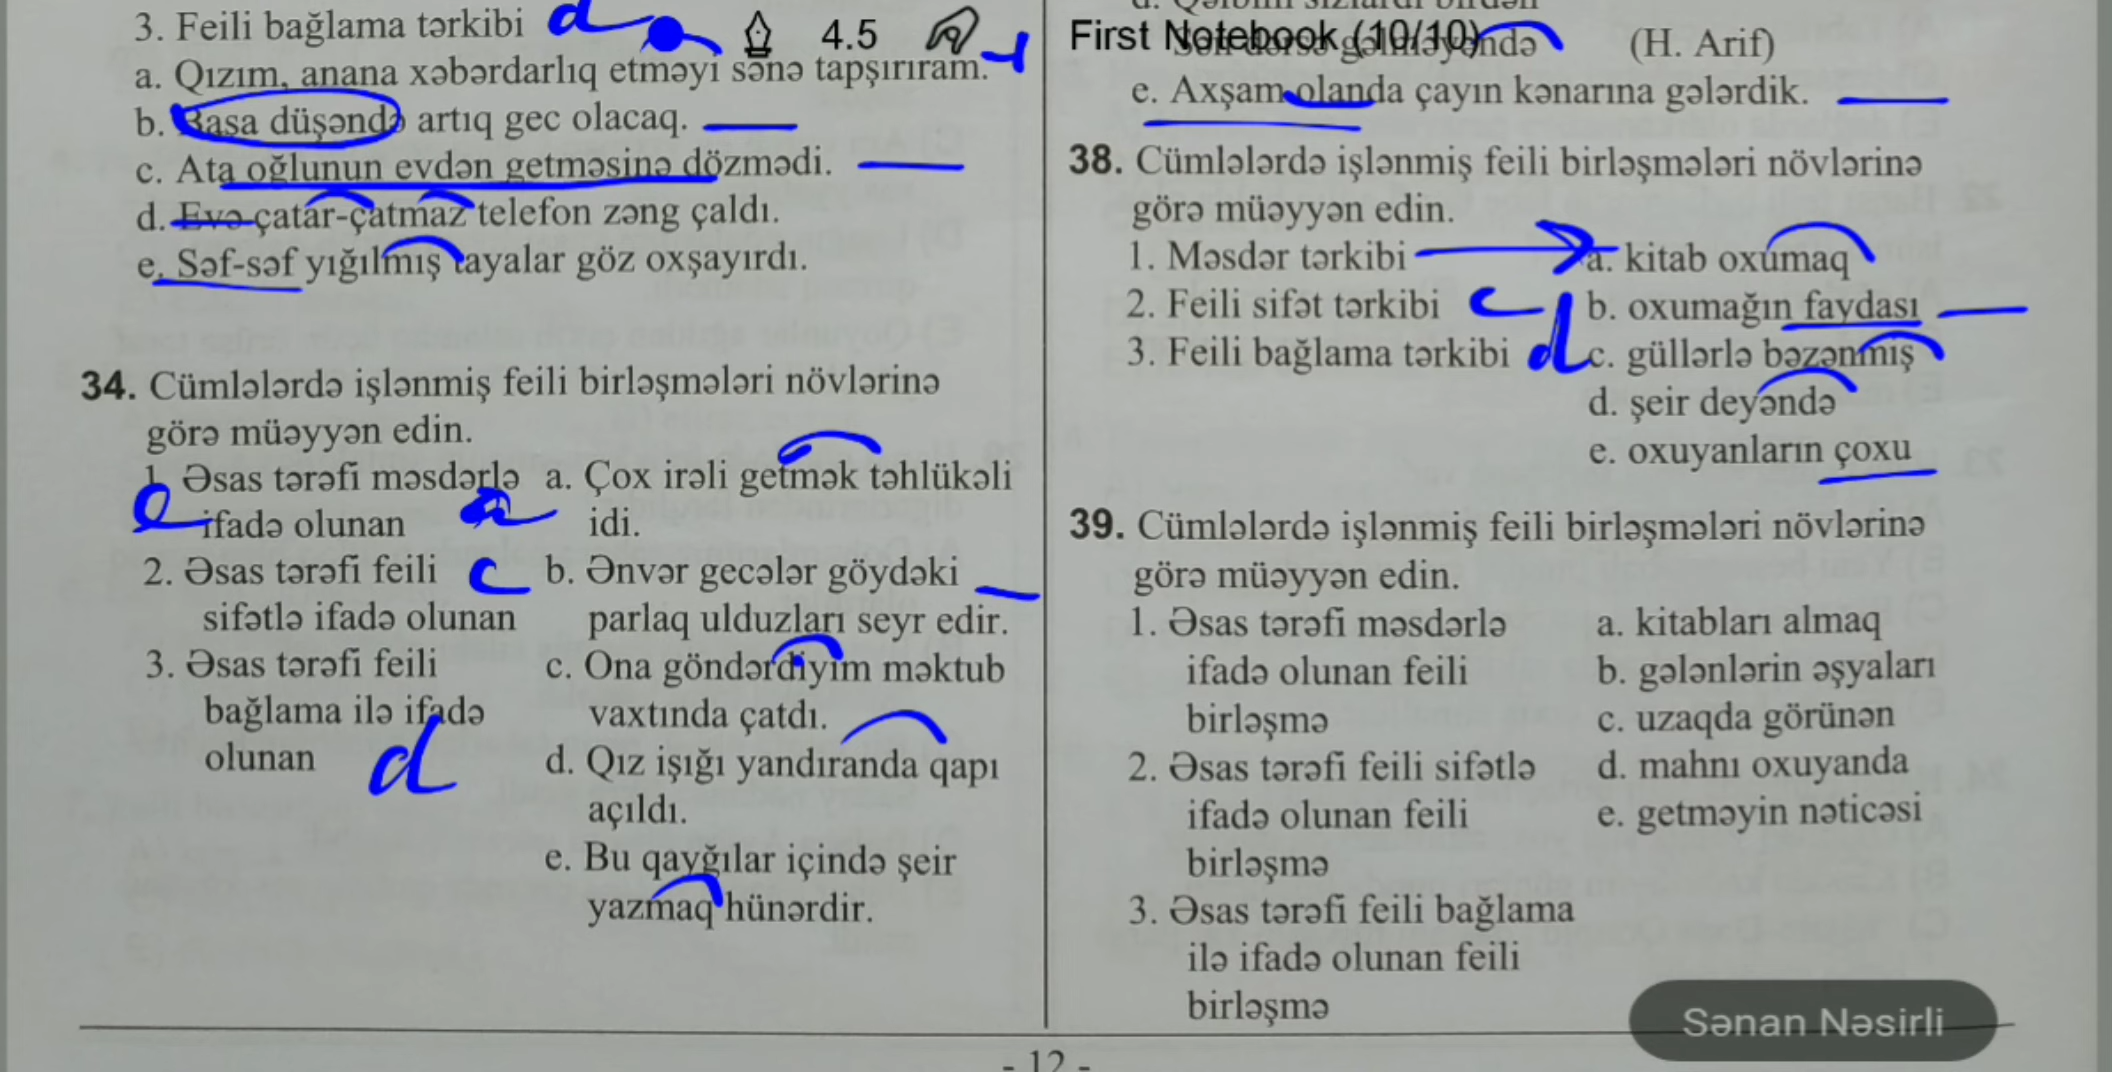 3. Feili bağlama tərkibi d
4.5
a. Qızım, anana xəbərdarlıq etməyi sənə tapşırıram.
b. Başa düşəndə artıq gec olacaq.
c. Ata oğlunun evdən getməsinə dözmədi.
d. Evə çatar-çatmaz telefon zəng çaldı.
e. Səf-səf yığılmış tayalar göz oxşayırdı.
34. Cümlələrdə işlənmiş feili birləşmələri növlərinə
görə müəyyən edin.
1. Əsas tərəfi məsdərlə
e ifadə olunan a
2. Əsas tərəfi feili c
sifətlə ifadə olunan
3. Əsas tərəfi feili
bağlama ilə ifadə
olunan d
a. Çox irəli getmək təhlükəli
idi.
b. Ənvər gecələr göydəki
parlaq ulduzları seyr edir.
c. Ona göndərdiyim məktub
vaxtında çatdı.
d. Qız işığı yandıranda qapı
açıldı.
e. Bu qayğılar içində şeir
yazmaq hünərdir.
First Notebook (10/10)
(H. Arif)
e. Axşam olanda çayın kənarına gələrdik.
38. Cümlələrdə işlənmiş feili birləşmələri növlərinə
görə müəyyən edin.
1. Məsdər tərkibi
2. Feili sifət tərkibi c
3. Feili bağlama tərkibi d
a. kitab oxumaq
b. oxumağın faydası
c. güllərlə bəzənmiş
d. şeir deyəndə
e. oxuyanların çoxu
39. Cümlələrdə işlənmiş feili birləşmələri növlərinə
görə müəyyən edin.
1. Əsas tərəfi məsdərlə
ifadə olunan feili
birləşmə
2. Əsas tərəfi feili sifətlə
ifadə olunan feili
birləşmə
3. Əsas tərəfi feili bağlama
ilə ifadə olunan feili
birləşmə
a. kitabları almaq
b. gələnlərin əşyaları
c. uzaqda görünən
d. mahnı oxuyanda
e. getməyin nəticəsi
Sənan Nəsirli
- 12 -